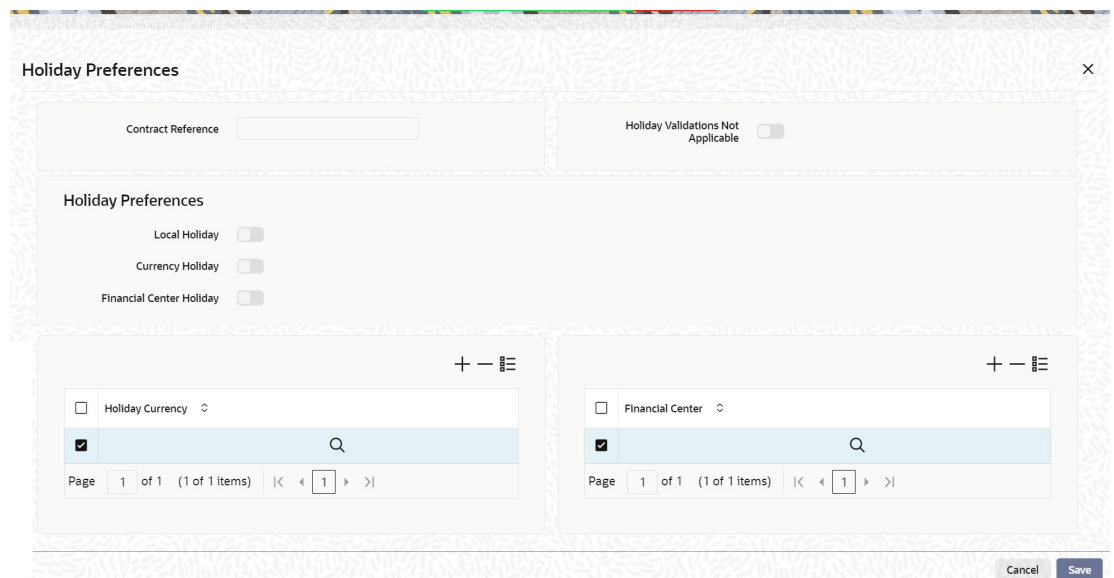 Holiday Preferences
Contract Reference
Holiday Validations Not
Applicable
Holiday Preferences
Local Holiday
Currency Holiday
Financial Center Holiday
Holiday Currency
Page 1 of 1 (1 of 1 items) 1
Financial Center
Page 1 of 1 (1 of 1 items) 1
Cancel Save